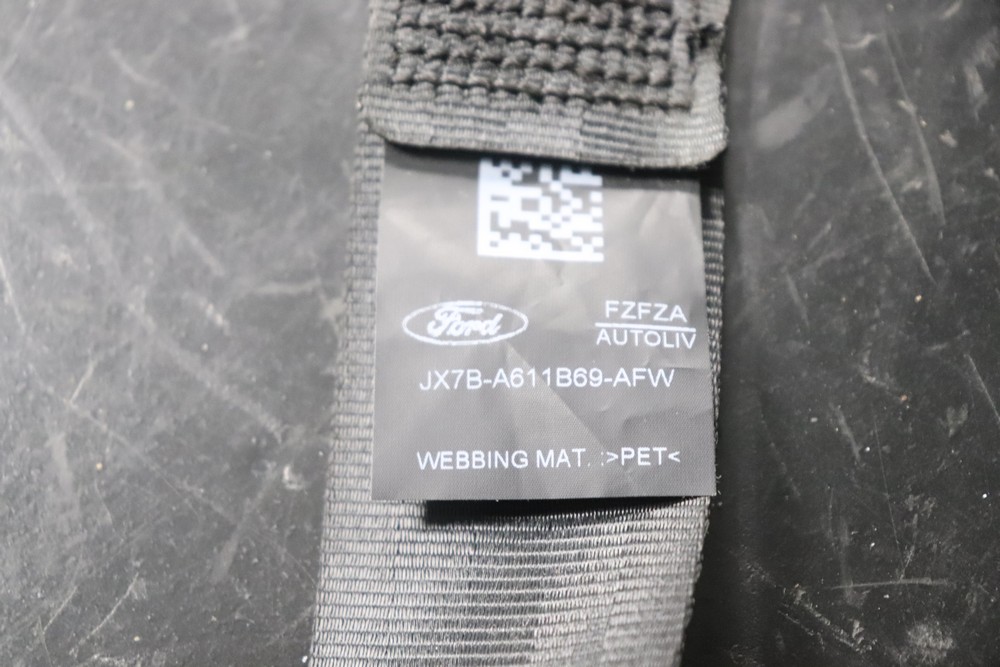 Ford
FZFZA
AUTOLIV
JX7B-A611B69-AFW
WEBBING MAT. :>PET<